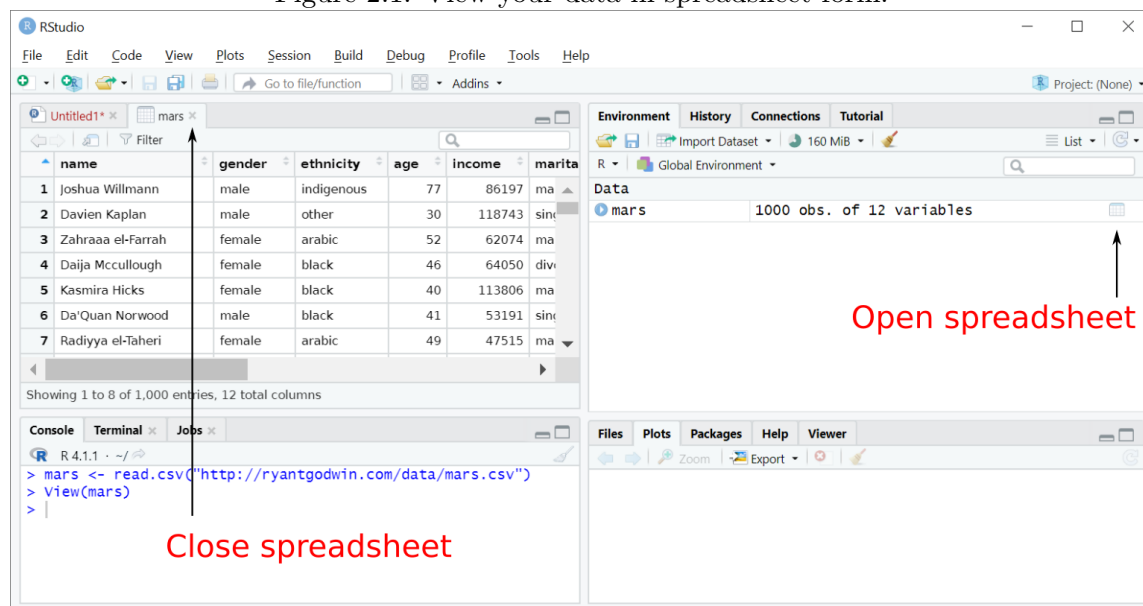 Figure 2.1: View your data in spreadsheet form.
RStudio
File Edit Code View Plots Session Build Debug Profile Tools Help
Go to file/function Addins Project: (None)
Untitled1* mars
Filter
name gender ethnicity age income marita
1 Joshua Willmann male indigenous 77 86197 ma
2 Davien Kaplan male other 30 118743 sing
3 Zahraaa el-Farrah female arabic 52 62074 ma
4 Daija Mccullough female black 46 64050 div
5 Kasmira Hicks female black 40 113806 ma
6 Da'Quan Norwood male black 41 53191 sing
7 Radiyya el-Taheri female arabic 49 47515 ma
Showing 1 to 8 of 1,000 entries, 12 total columns
Console Terminal Jobs
R R 4.1.1 · ~/
> mars <- read.csv("http://ryantgodwin.com/data/mars.csv")
> View(mars)
>
Close spreadsheet
Environment History Connections Tutorial
Import Dataset 160 MiB List
R Global Environment
Data
mars 1000 obs. of 12 variables
Open spreadsheet
Files Plots Packages Help Viewer
Zoom Export